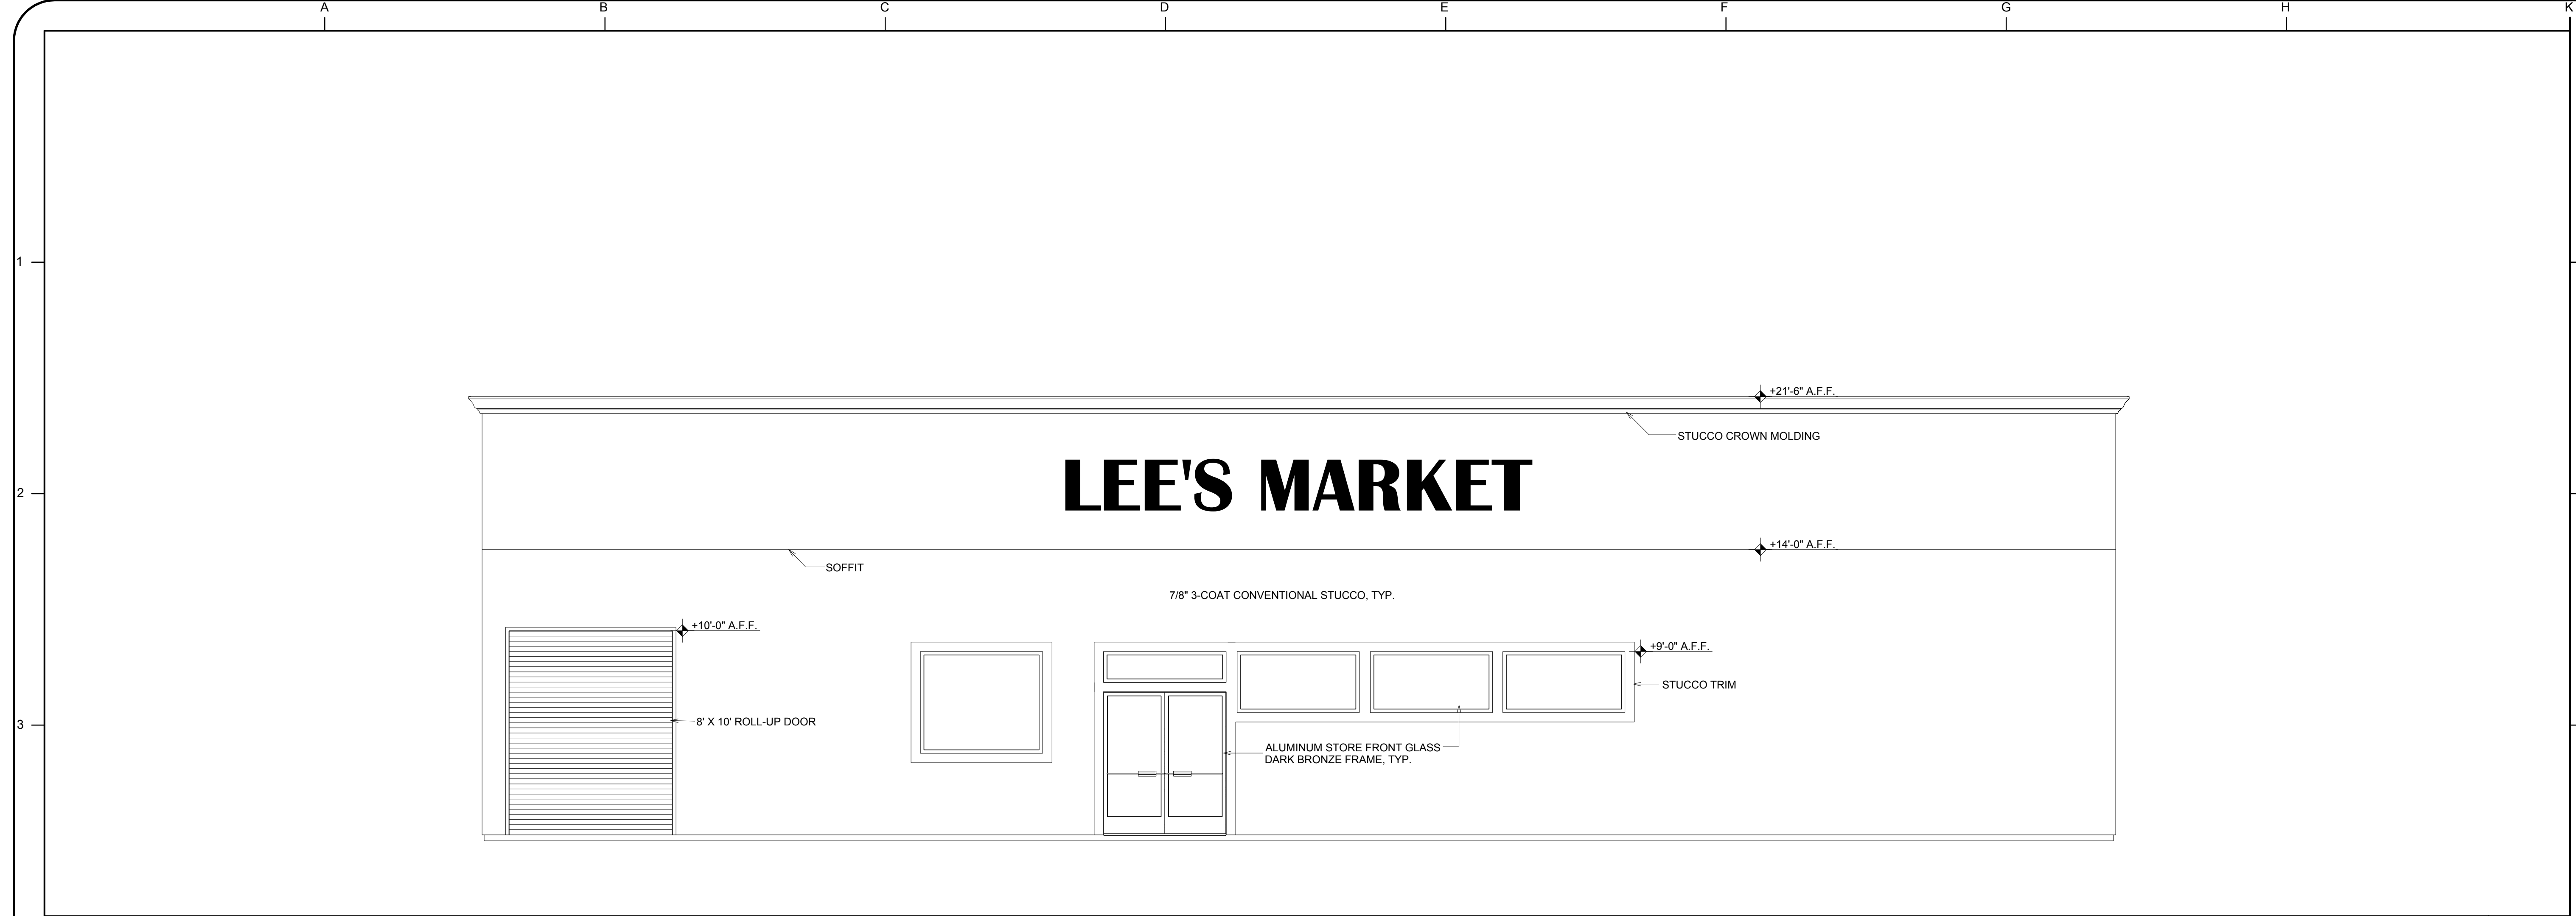 A B C D E F G H K
1
+21'-6" A.F.F.
STUCCO CROWN MOLDING
LEE'S MARKET
2
+14'-0" A.F.F.
SOFFIT
7/8" 3-COAT CONVENTIONAL STUCCO, TYP.
+10'-0" A.F.F.
+9'-0" A.F.F.
STUCCO TRIM
3
8' X 10' ROLL-UP DOOR
ALUMINUM STORE FRONT GLASS
DARK BRONZE FRAME, TYP.